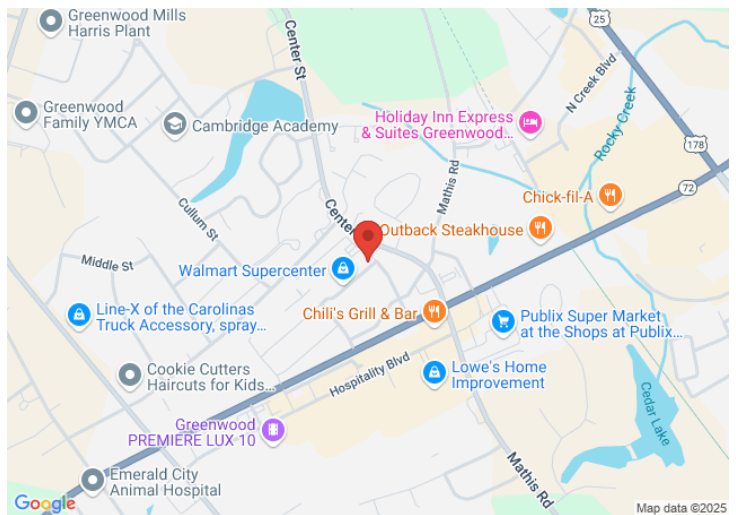 Greenwood Mills
Harris Plant
Center St
25
N Creek Blvd
Greenwood
Family YMCA
Cambridge Academy
Holiday Inn Express
& Suites Greenwood...
Rocky Creek
178
Mathis Rd
72
Chick-fil-A
Cullum St
Center
Outback Steakhouse
Middle St
Walmart Supercenter
Line-X of the Carolinas
Truck Accessory, spray...
Chili's Grill & Bar
Publix Super Market
at the Shops at Publix...
Cookie Cutters
Haircuts for Kids...
Hospitality Blvd
Lowe's Home
Improvement
Cedar Lake
Greenwood
PREMIERE LUX 10
Emerald City
Animal Hospital
Mathis Rd
Google
Map data ©2025